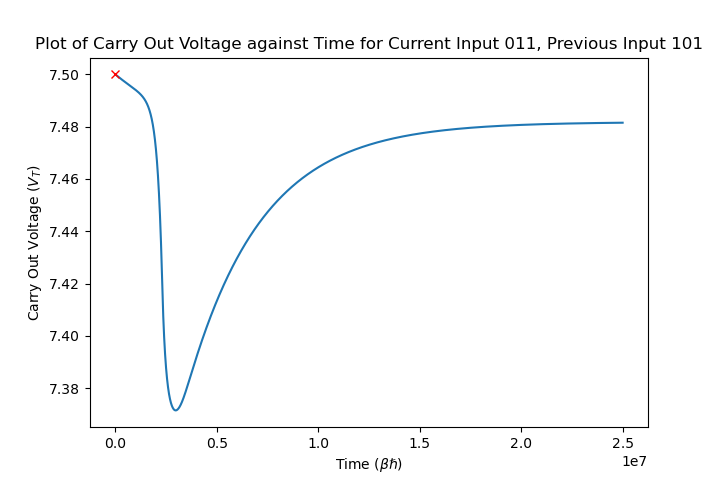 Plot of Carry Out Voltage against Time for Current Input 011, Previous Input 101
7.50
7.48
7.46
7.44
7.42
7.40
7.38
Carry Out Voltage (V_T)
0.0 0.5 1.0 1.5 2.0 2.5
1e7
Time (βℏ)